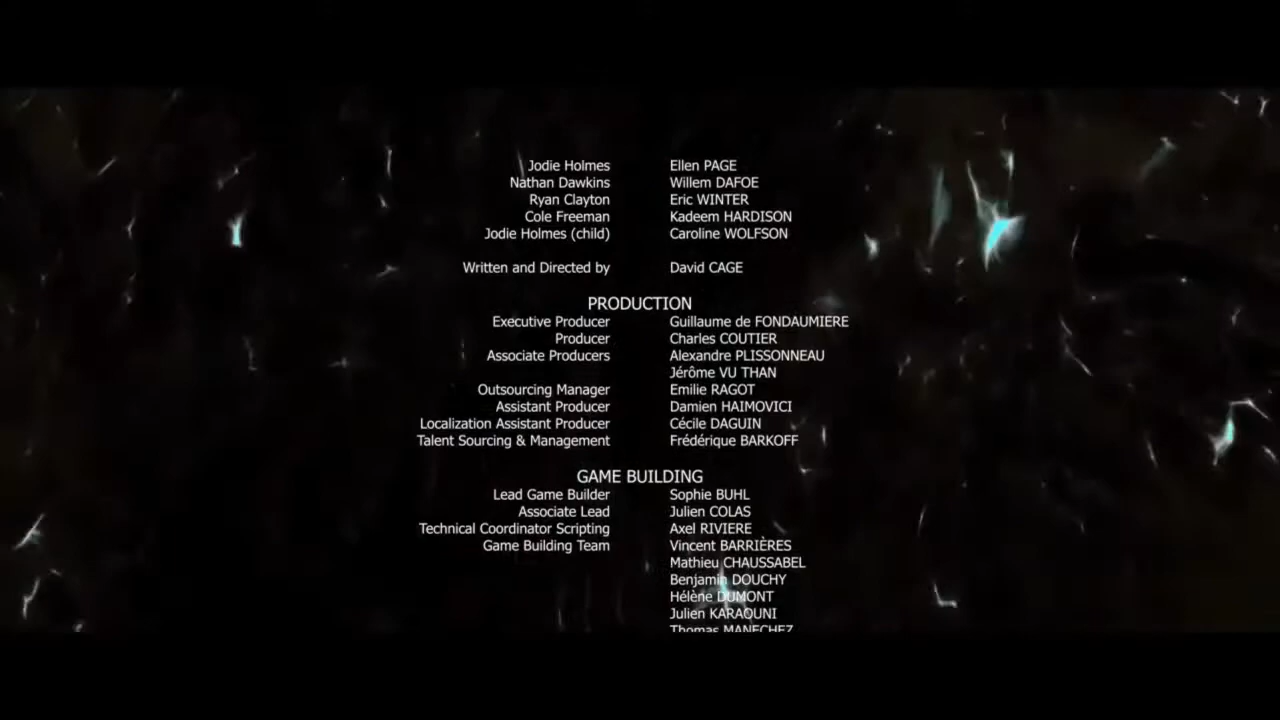 Jodie Holmes Ellen PAGE
Nathan Dawkins Willem DAFOE
Ryan Clayton Eric WINTER
Cole Freeman Kadeem HARDISON
Jodie Holmes (child) Caroline WOLFSON
Written and Directed by David CAGE
PRODUCTION
Executive Producer Guillaume de FONDAUMIERE
Producer Charles COUTIER
Associate Producers Alexandre PLISSONNEAU
Jérôme VU THAN
Outsourcing Manager Emilie RAGOT
Assistant Producer Damien HAIMOVICI
Localization Assistant Producer Cécile DAGUIN
Talent Sourcing & Management Frédérique BARKOFF
GAME BUILDING
Lead Game Builder Sophie BUHL
Associate Lead Julien COLAS
Technical Coordinator Scripting Axel RIVIERE
Game Building Team Vincent BARRIÈRES
Mathieu CHAUSSABEL
Benjamin DOUCHY
Hélène DUMONT
Julien KARAOUNI
Thomas MANECHEZ